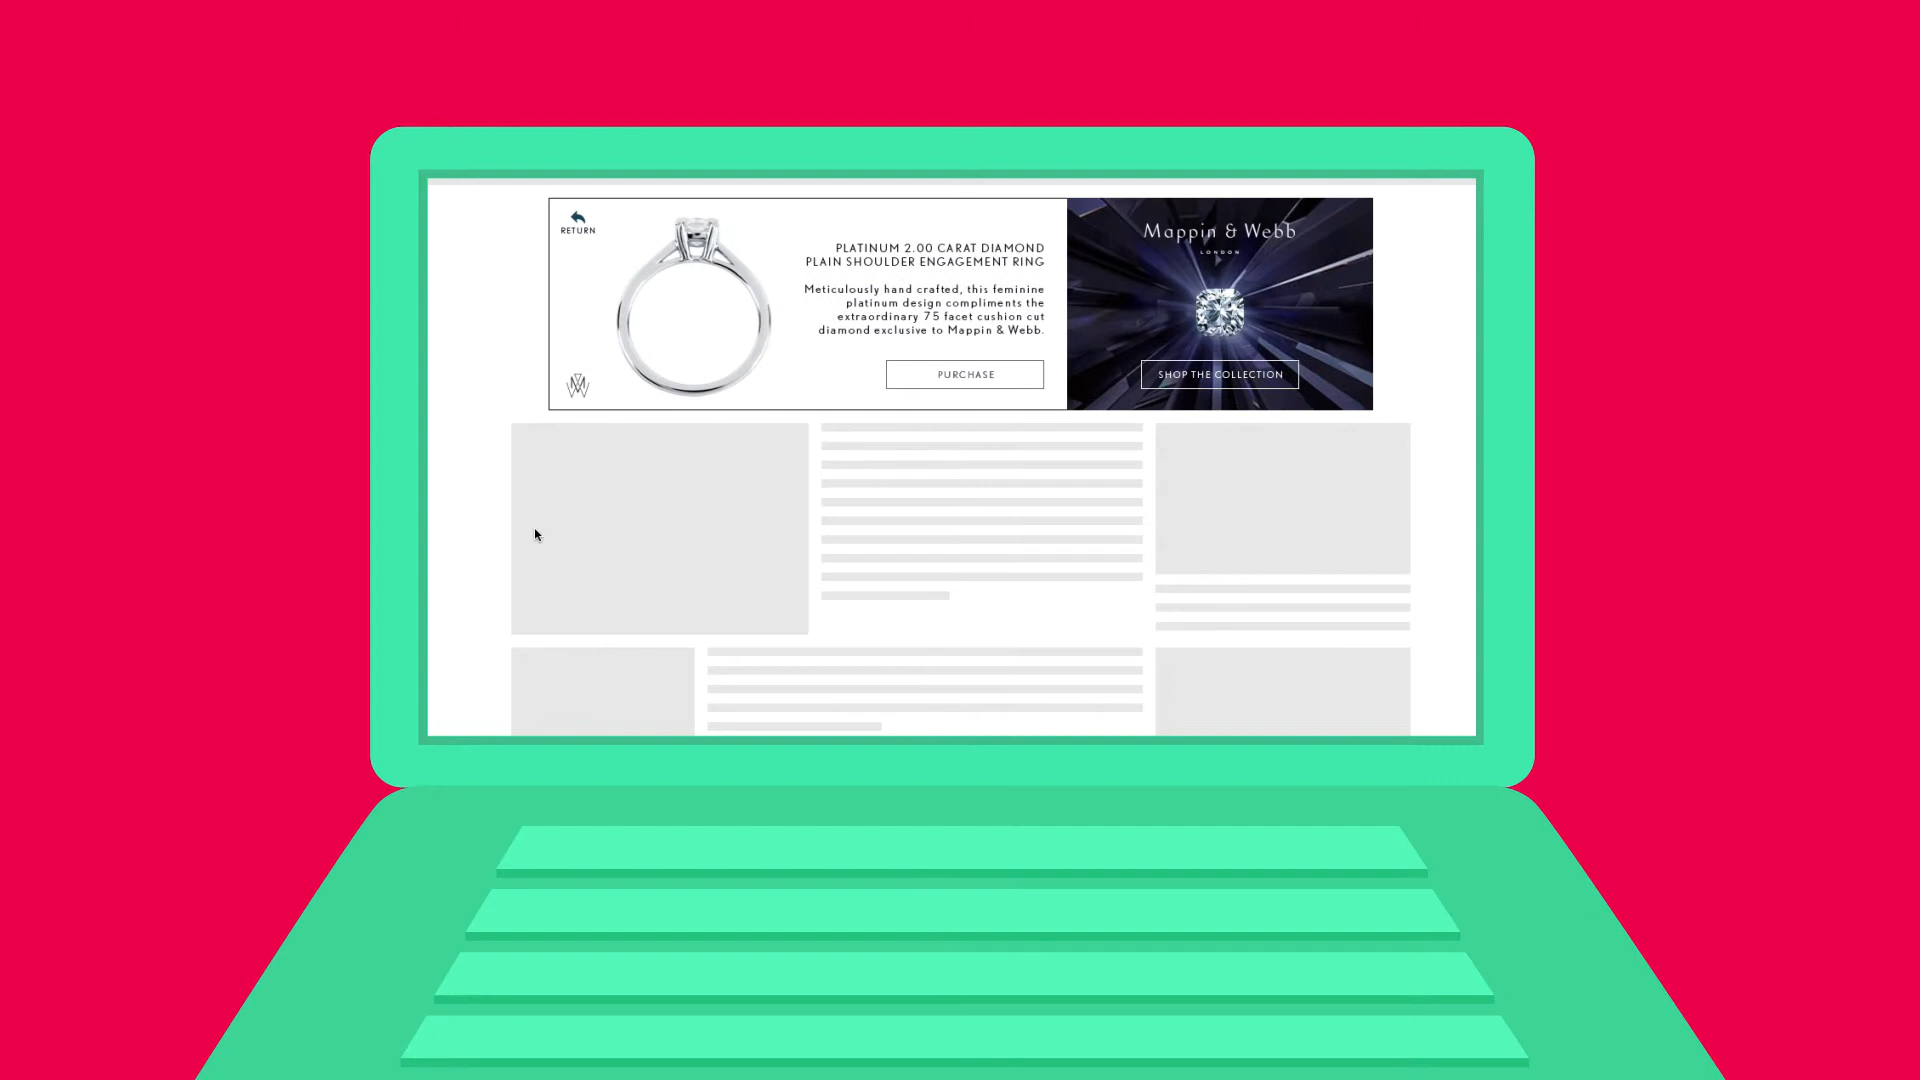 RETURN
PLATINUM 2.00 CARAT DIAMOND
PLAIN SHOULDER ENGAGEMENT RING
Meticulously hand crafted, this feminine
platinum design compliments the
extraordinary 75 facet cushion cut
diamond exclusive to Mappin & Webb.
PURCHASE
Mappin & Webb
LONDON
SHOP THE COLLECTION